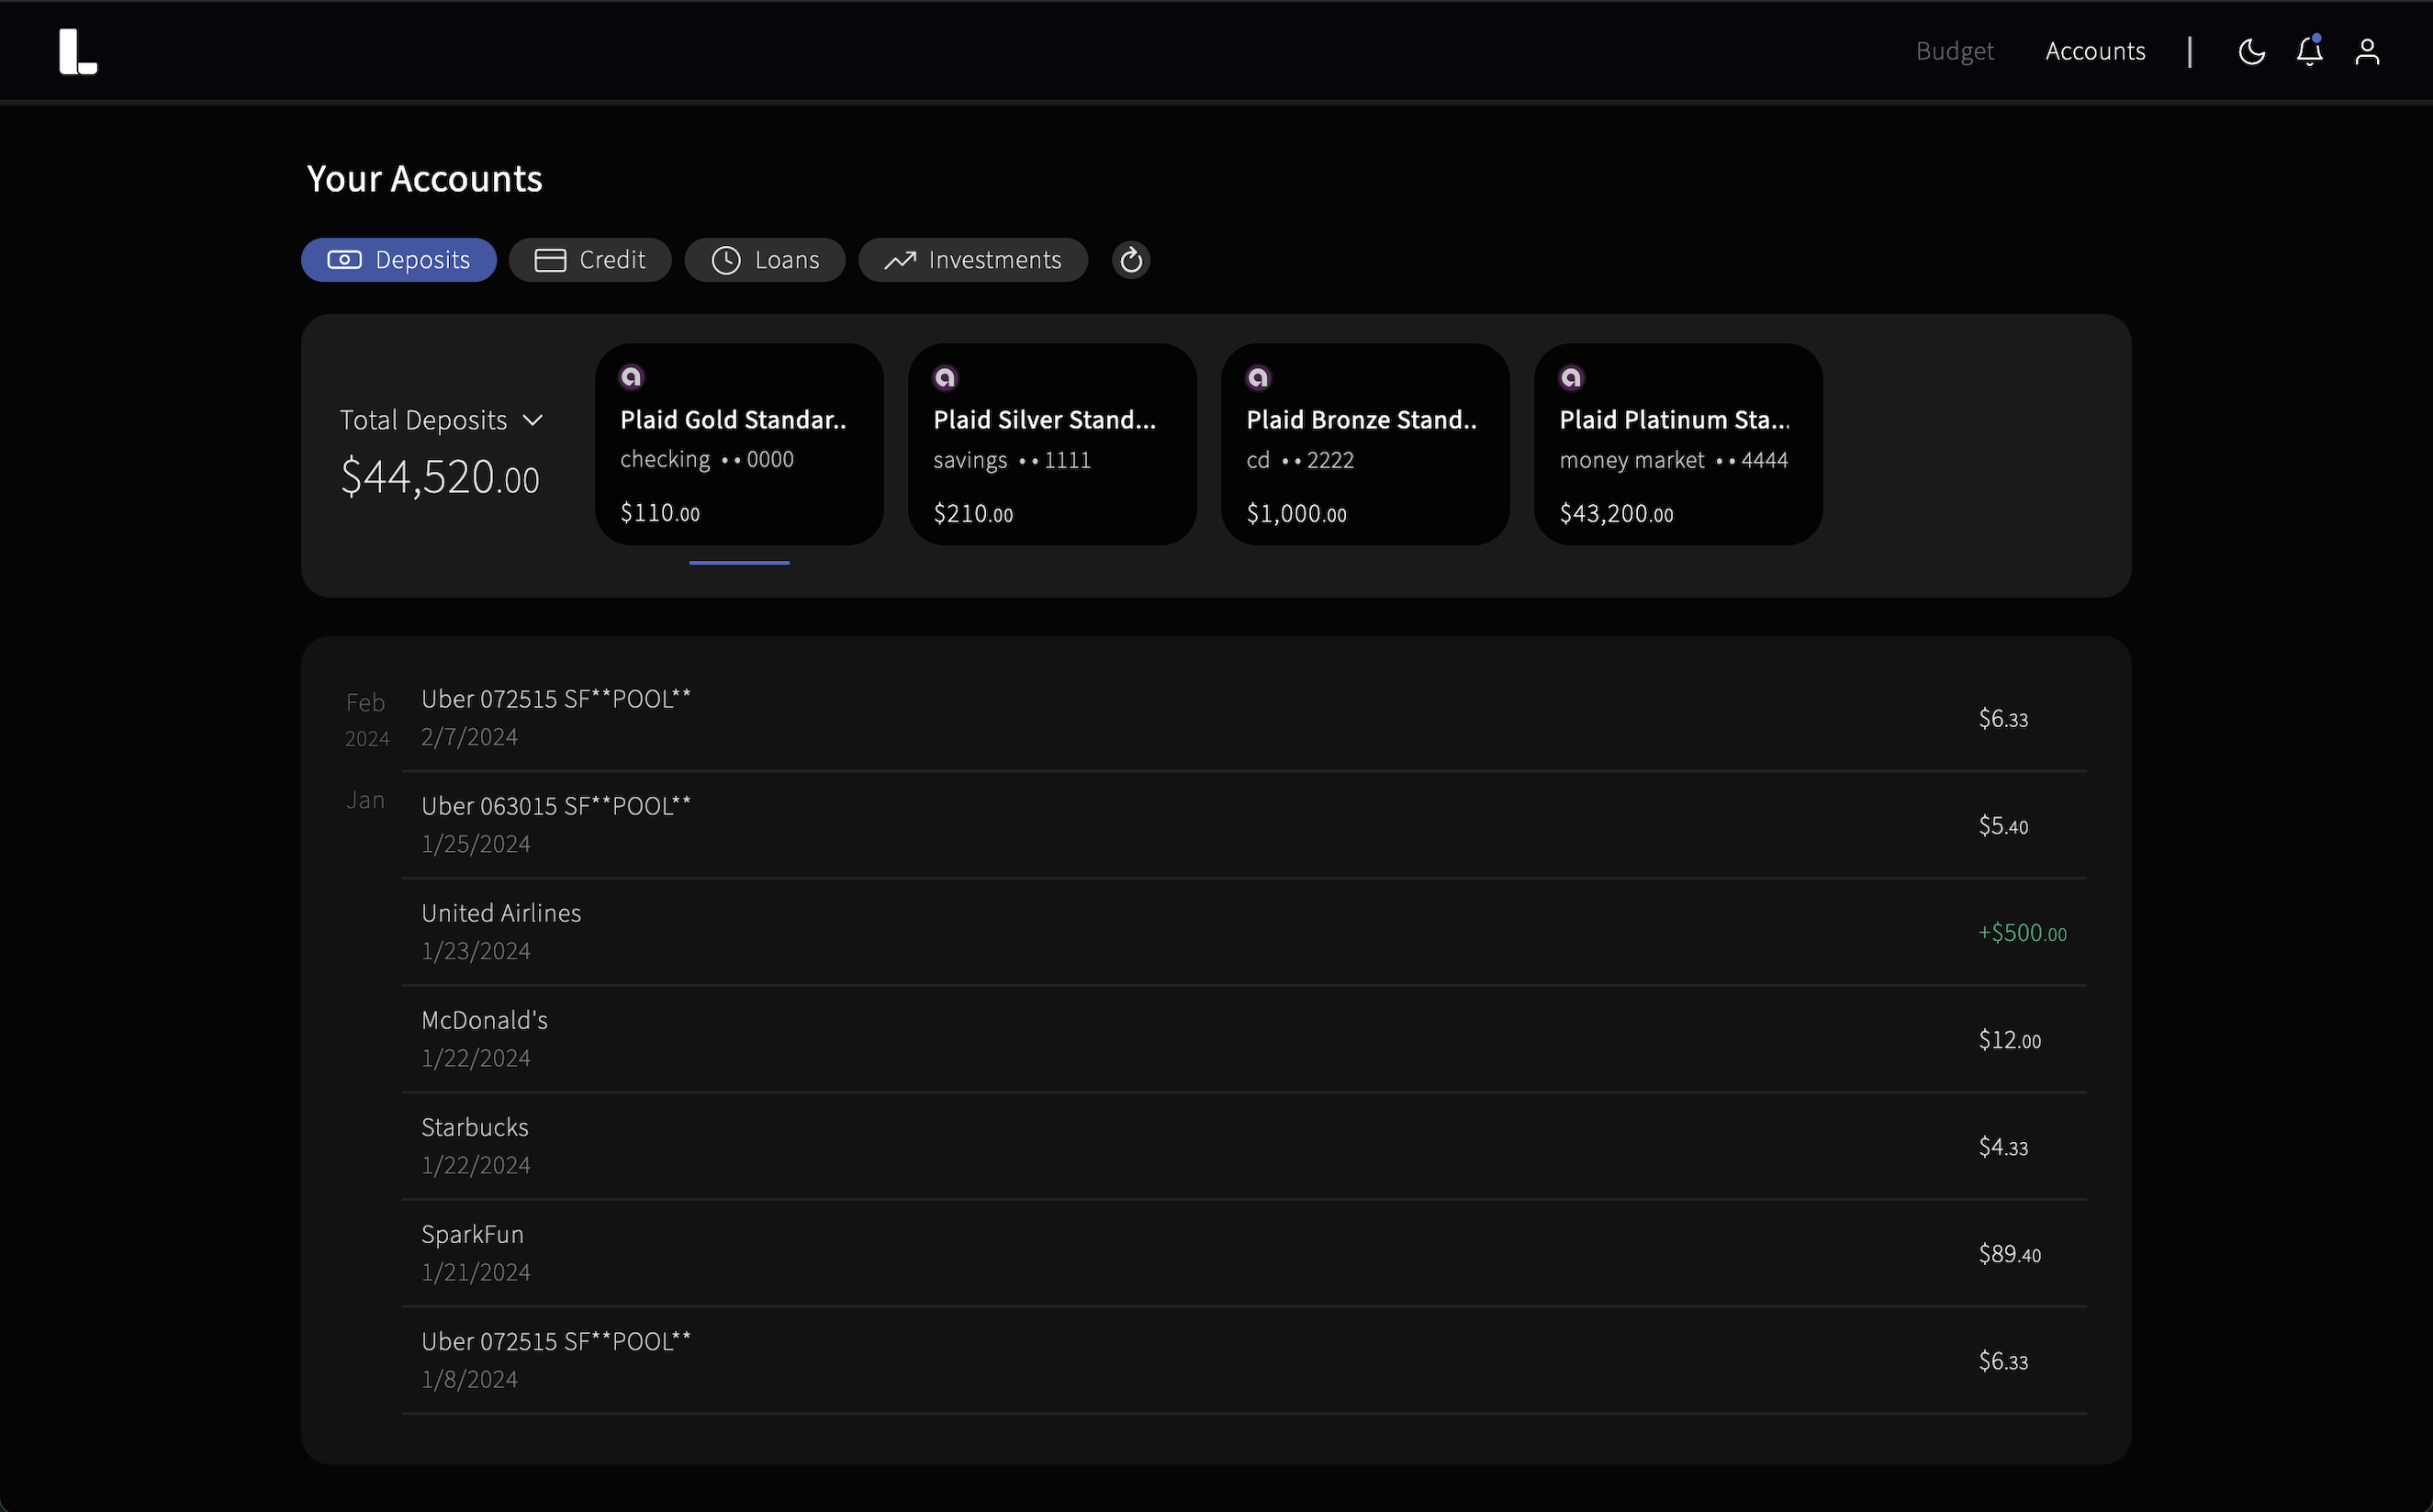 L
Budget Accounts
Your Accounts
Deposits Credit Loans Investments
Total Deposits
$44,520.00
Plaid Gold Standar..
checking ••0000
$110.00
Plaid Silver Stand...
savings ••1111
$210.00
Plaid Bronze Stand..
cd ••2222
$1,000.00
Plaid Platinum Sta...
money market ••4444
$43,200.00
Feb
2024
Uber 072515 SF**POOL**
2/7/2024
$6.33
Jan
Uber 063015 SF**POOL**
1/25/2024
$5.40
United Airlines
1/23/2024
+$500.00
McDonald's
1/22/2024
$12.00
Starbucks
1/22/2024
$4.33
SparkFun
1/21/2024
$89.40
Uber 072515 SF**POOL**
1/8/2024
$6.33